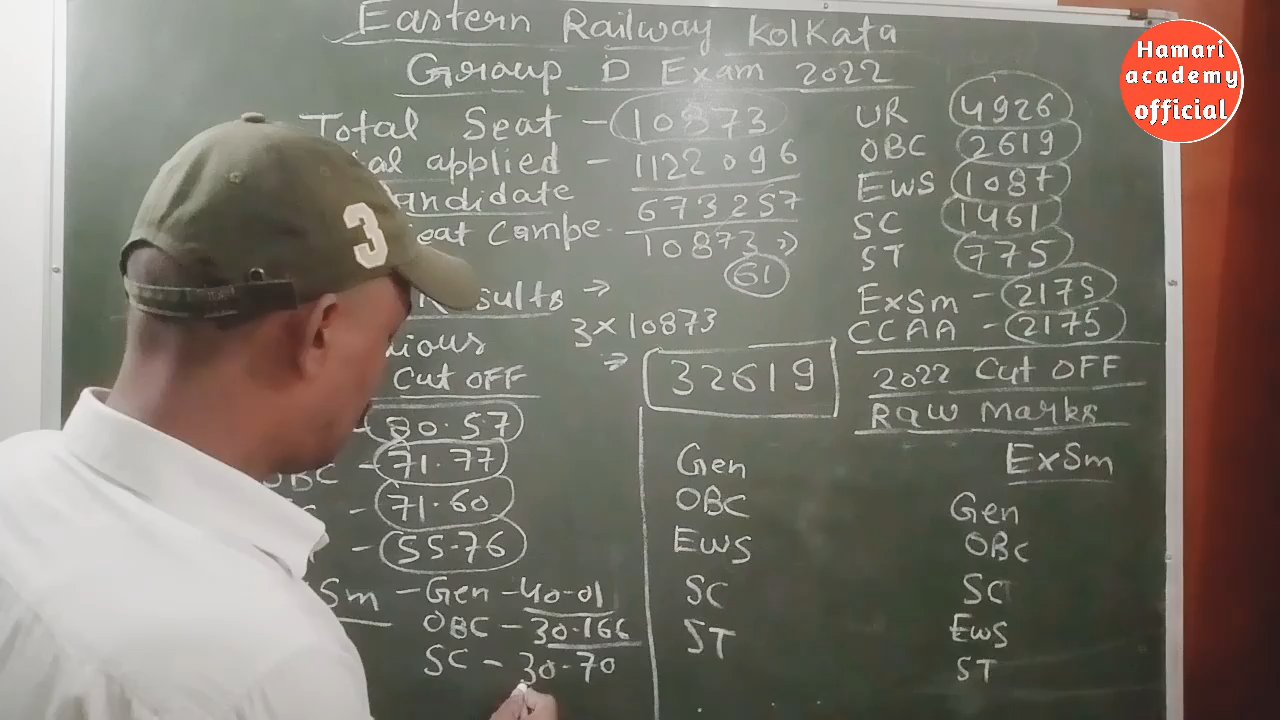 Eastern Railway Kolkata
Group D Exam 2022
Total Seat - 10873
al applied - 1122096
andidate 673257
eat Compe. 10873 »
61
Results →
3 × 10873
→ 32619
ious
Cut OFF
80.57
OBC - 71.77
- 71.60
- 55.76
Sm - Gen - 40.01
OBC - 30.166
SC - 30.70
UR 4926
OBC 2619
EWS 1087
SC 1461
ST 775
ExSm - 2175
CCAA - 2175
2022 Cut OFF
Raw Marks
Gen
OBC
EWS
SC
ST
ExSm
Gen
OBC
SC
EWS
ST
3
Hamari
academy
official